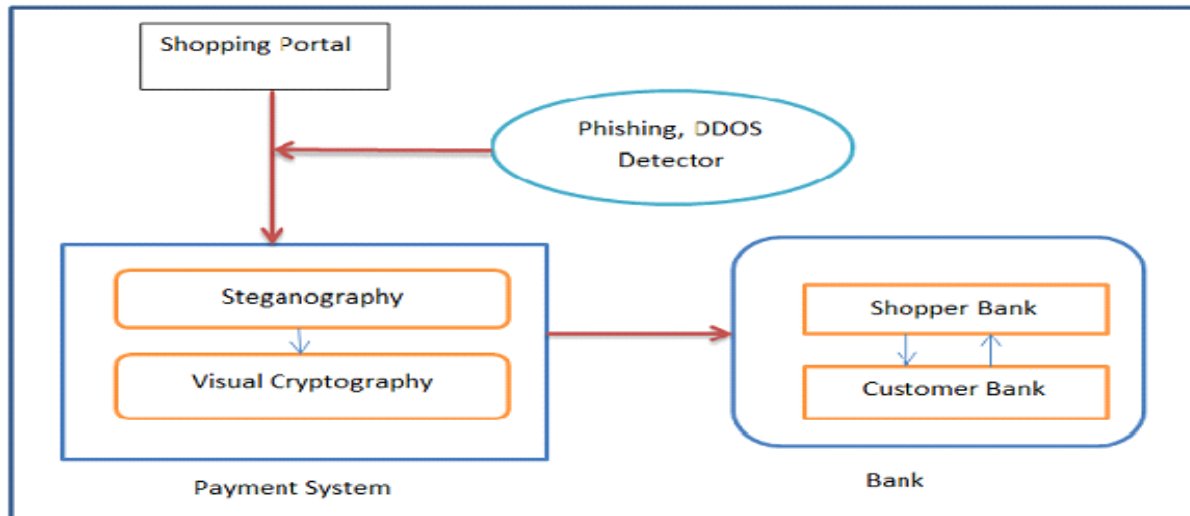 Shopping Portal
Phishing, DDOS
Detector
Steganography
Visual Cryptography
Payment System
Shopper Bank
Customer Bank
Bank